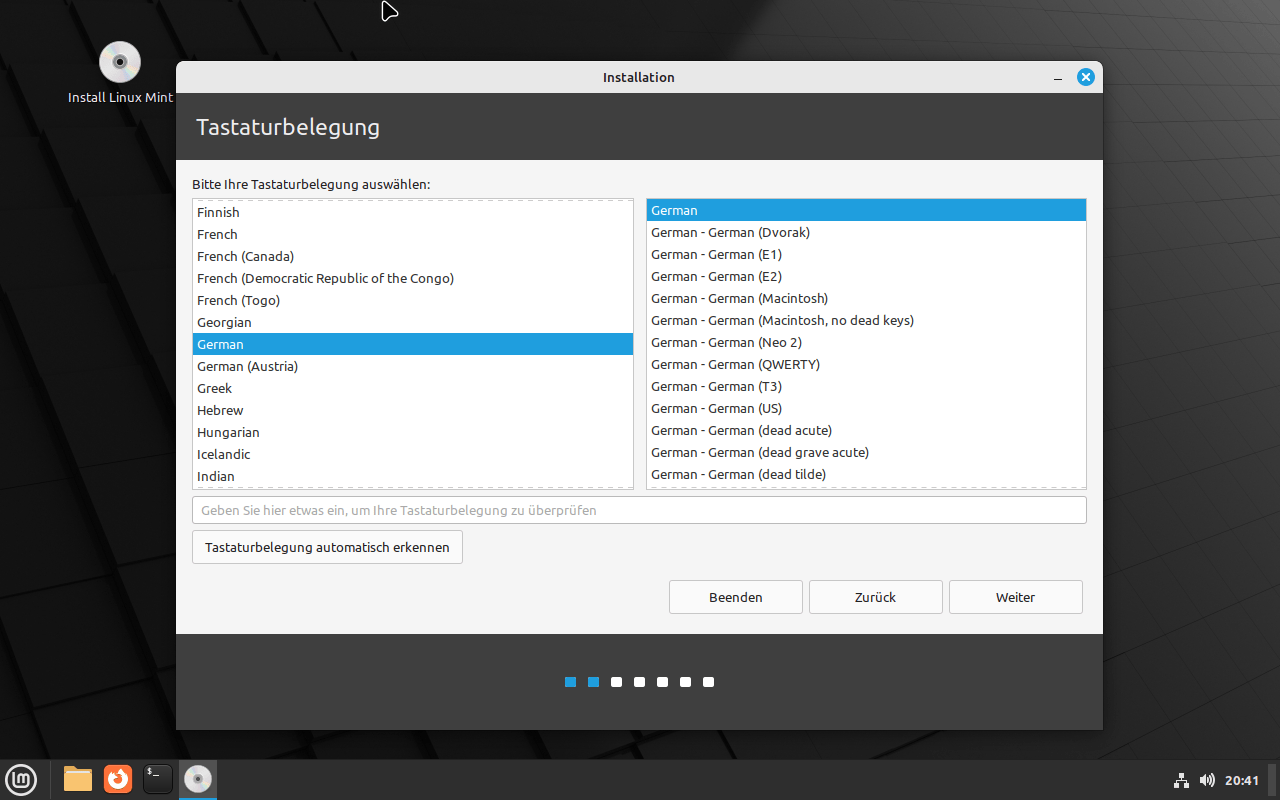 Install Linux Mint
Installation
Tastaturbelegung
Bitte Ihre Tastaturbelegung auswählen:
Finnish
French
French (Canada)
French (Democratic Republic of the Congo)
French (Togo)
Georgian
German
German (Austria)
Greek
Hebrew
Hungarian
Icelandic
Indian
German
German - German (Dvorak)
German - German (E1)
German - German (E2)
German - German (Macintosh)
German - German (Macintosh, no dead keys)
German - German (Neo 2)
German - German (QWERTY)
German - German (T3)
German - German (US)
German - German (dead acute)
German - German (dead grave acute)
German - German (dead tilde)
Geben Sie hier etwas ein, um Ihre Tastaturbelegung zu überprüfen
Tastaturbelegung automatisch erkennen
Beenden
Zurück
Weiter
lm
$_
20:41